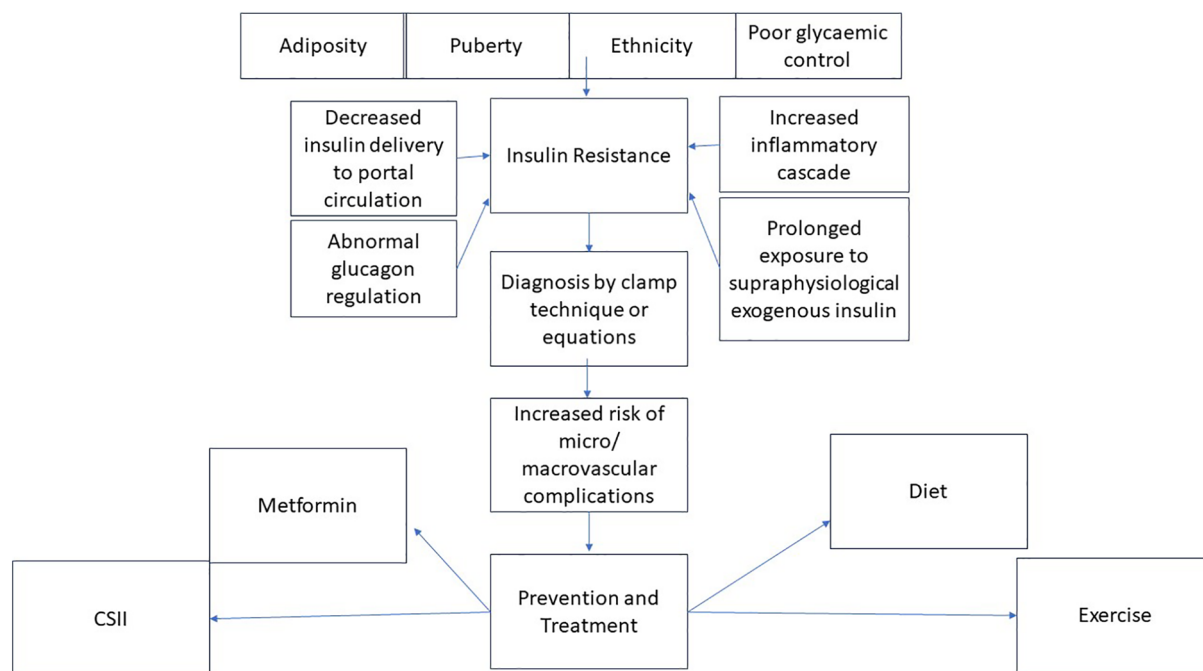 Adiposity
Puberty
Ethnicity
Poor glycaemic
control
Decreased
insulin delivery
to portal
circulation
Insulin Resistance
Increased
inflammatory
cascade
Abnormal
glucagon
regulation
Prolonged
exposure to
supraphysiological
exogenous insulin
Diagnosis by clamp
technique or
equations
Increased risk of
micro/
macrovascular
complications
Metformin
Diet
CSII
Prevention and
Treatment
Exercise